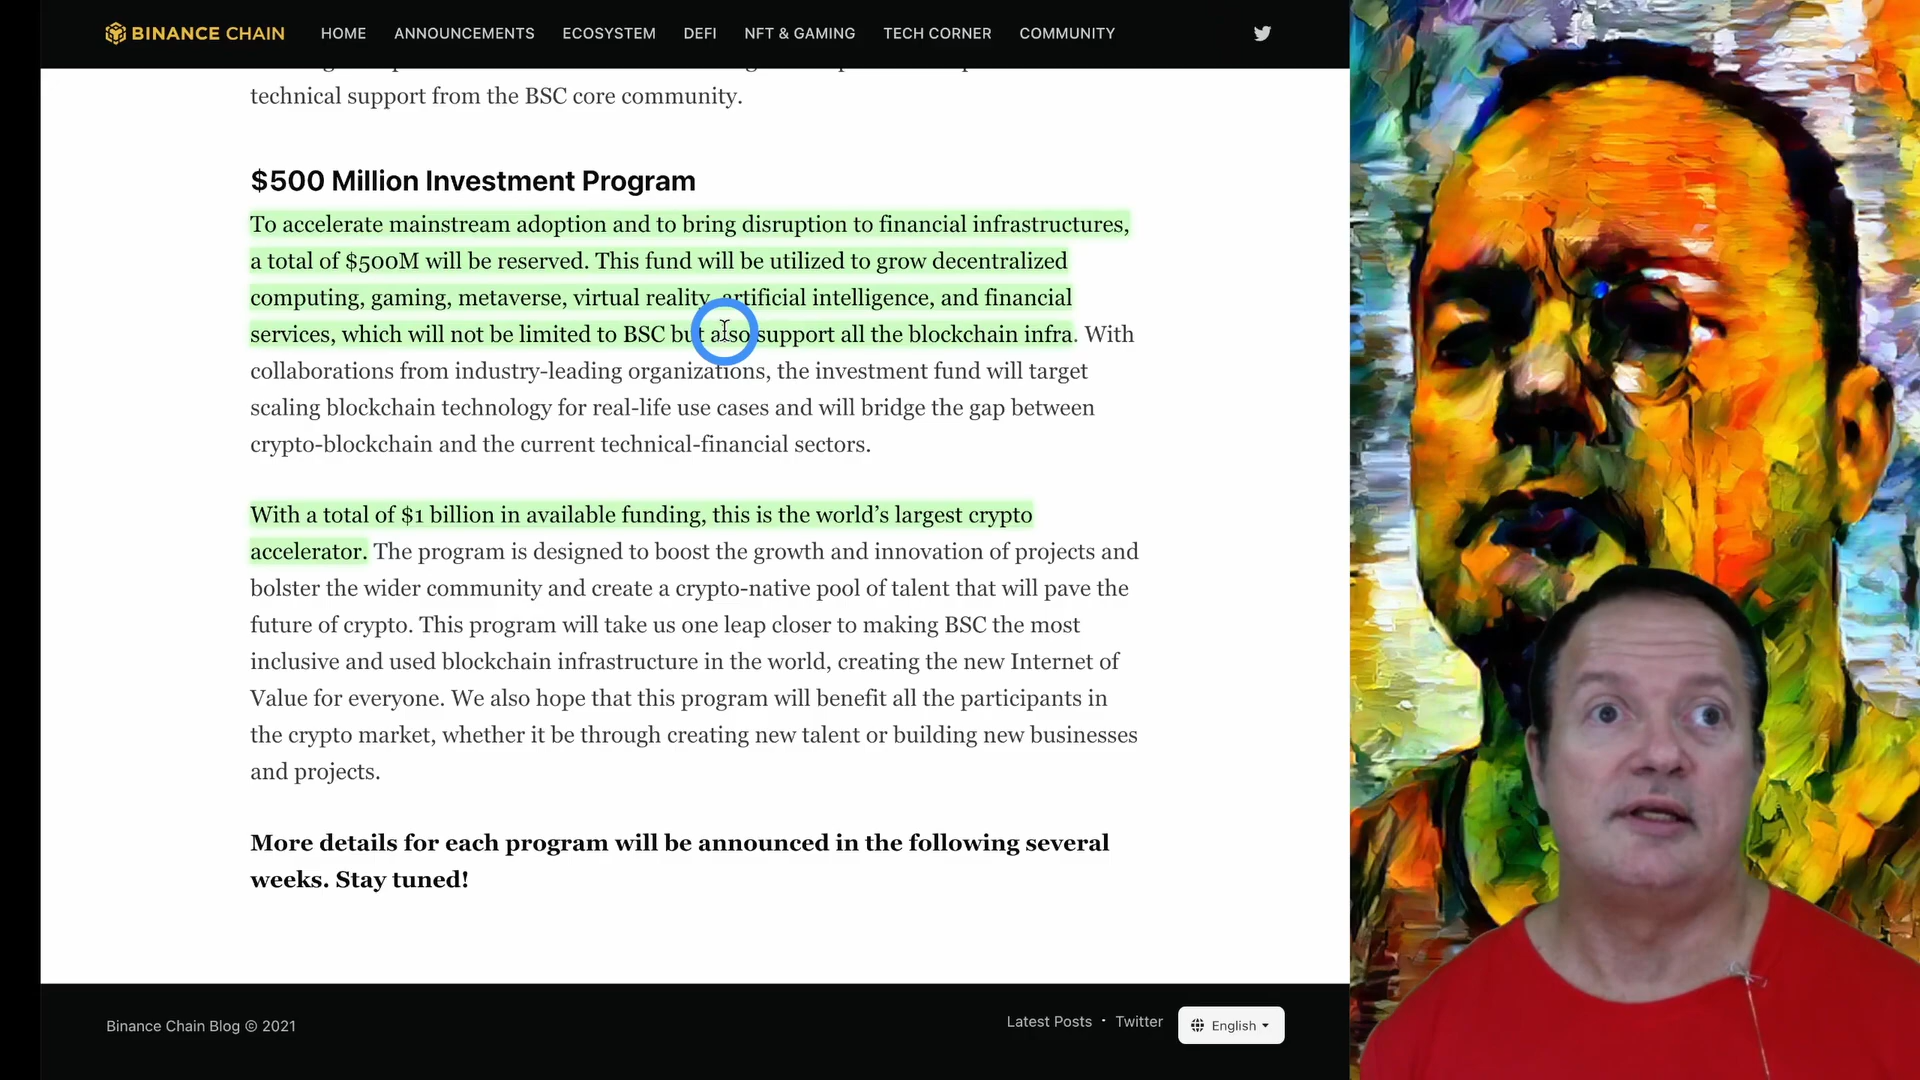 BINANCE CHAIN HOME ANNOUNCEMENTS ECOSYSTEM DEFI NFT & GAMING TECH CORNER COMMUNITY
technical support from the BSC core community.
$500 Million Investment Program
To accelerate mainstream adoption and to bring disruption to financial infrastructures,
a total of $500M will be reserved. This fund will be utilized to grow decentralized
computing, gaming, metaverse, virtual reality, artificial intelligence, and financial
services, which will not be limited to BSC but also support all the blockchain infra. With
collaborations from industry-leading organizations, the investment fund will target
scaling blockchain technology for real-life use cases and will bridge the gap between
crypto-blockchain and the current technical-financial sectors.
With a total of $1 billion in available funding, this is the world’s largest crypto
accelerator. The program is designed to boost the growth and innovation of projects and
bolster the wider community and create a crypto-native pool of talent that will pave the
future of crypto. This program will take us one leap closer to making BSC the most
inclusive and used blockchain infrastructure in the world, creating the new Internet of
Value for everyone. We also hope that this program will benefit all the participants in
the crypto market, whether it be through creating new talent or building new businesses
and projects.
More details for each program will be announced in the following several
weeks. Stay tuned!
Binance Chain Blog © 2021 Latest Posts · Twitter English